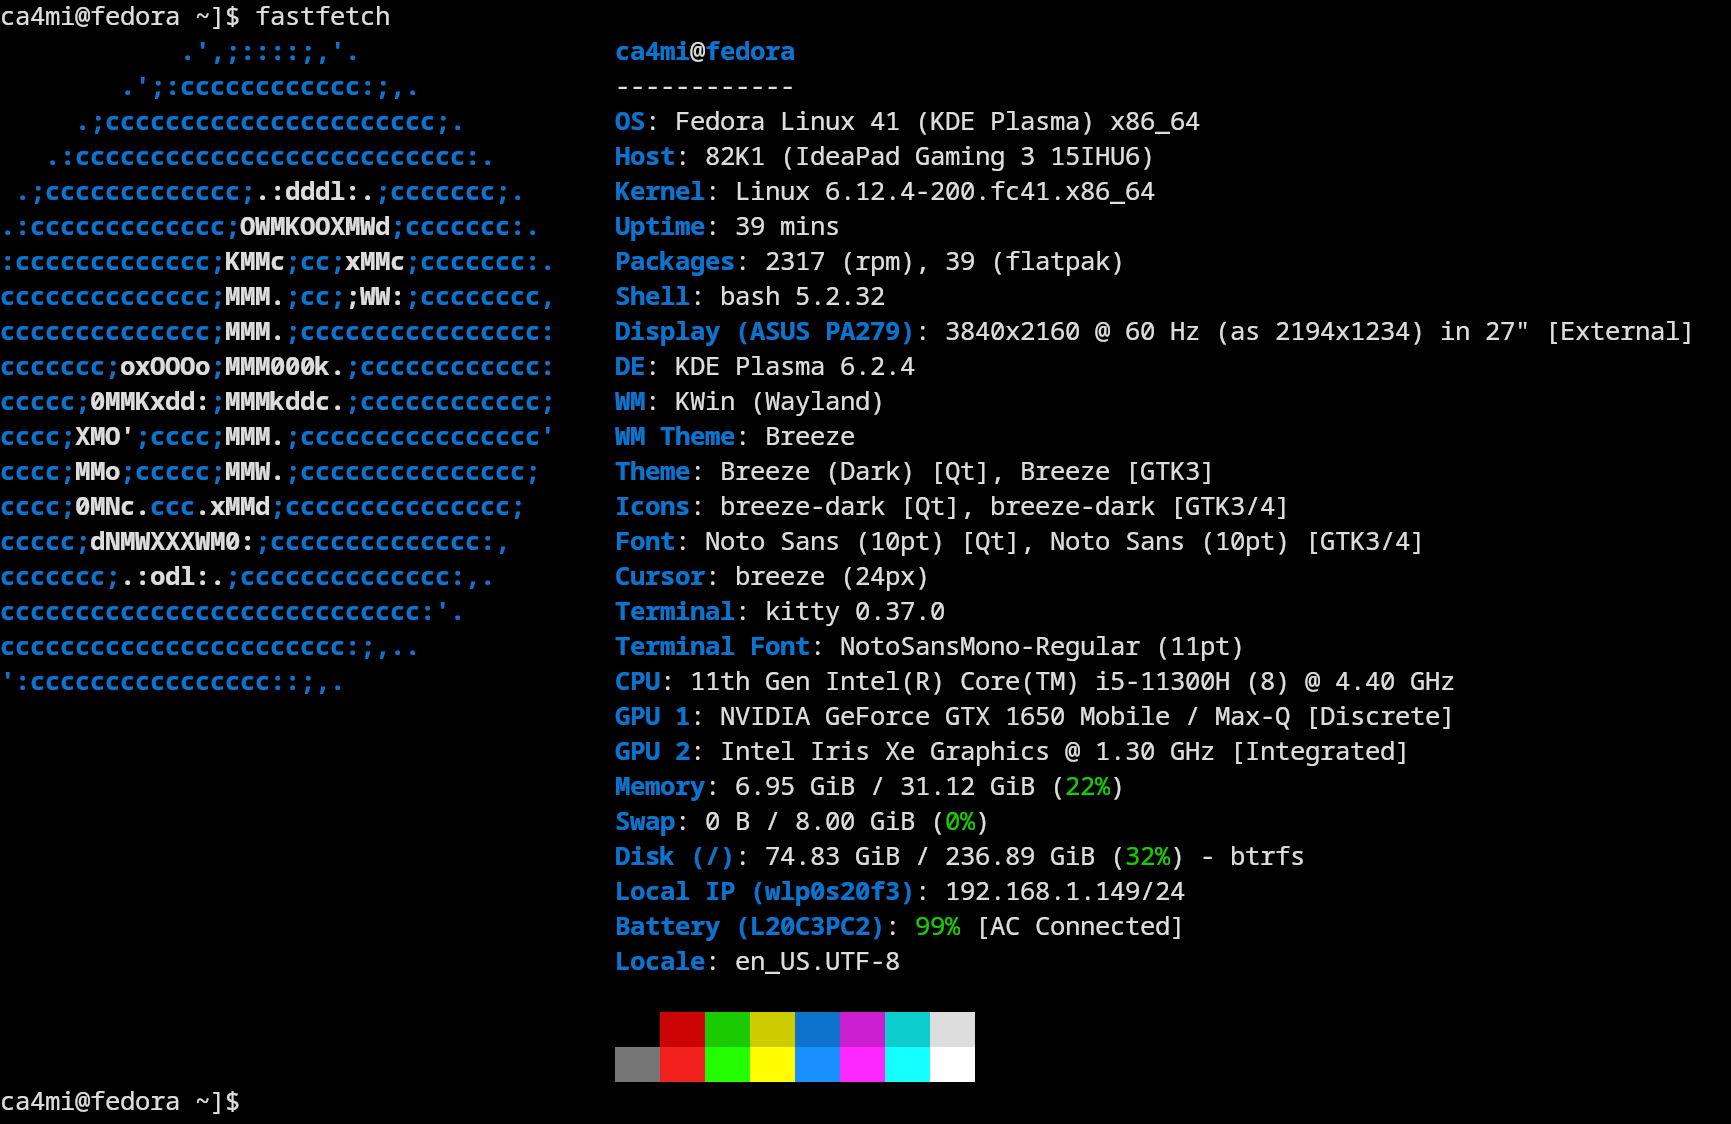 ca4mi@fedora ~]$ fastfetch
             .',;::::;,'.                 ca4mi@fedora
         .';:cccccccccccc:;,.             ------------
      .;cccccccccccccccccccccc;.          OS: Fedora Linux 41 (KDE Plasma) x86_64
    .:cccccccccccccccccccccccccc:.        Host: 82K1 (IdeaPad Gaming 3 15IHU6)
  .;ccccccccccccc;.:dddl:.;ccccccc;.      Kernel: Linux 6.12.4-200.fc41.x86_64
 .:ccccccccccccc;OWMKOOXMWd;ccccccc:.     Uptime: 39 mins
:ccccccccccccc;KMMc;cc;xMMc;ccccccc:.     Packages: 2317 (rpm), 39 (flatpak)
cccccccccccccc;MMM.;cc;;WW:;cccccccc,     Shell: bash 5.2.32
cccccccccccccc;MMM.;cccccccccccccccc:     Display (ASUS PA279): 3840x2160 @ 60 Hz (as 2194x1234) in 27" [External]
ccccccc;oxOOOo;MMM000k.;cccccccccccc:     DE: KDE Plasma 6.2.4
ccccc;0MMKxdd:;MMMkddc.;cccccccccccc;     WM: KWin (Wayland)
cccc;XMO';cccc;MMM.;cccccccccccccccc'     WM Theme: Breeze
cccc;MMo;ccccc;MMW.;ccccccccccccccc;      Theme: Breeze (Dark) [Qt], Breeze [GTK3]
cccc;0MNc.ccc.xMMd;ccccccccccccccc;       Icons: breeze-dark [Qt], breeze-dark [GTK3/4]
ccccc;dNMWXXXWM0:;cccccccccccccc:,        Font: Noto Sans (10pt) [Qt], Noto Sans (10pt) [GTK3/4]
ccccccc;.:odl:.;cccccccccccccc:,.         Cursor: breeze (24px)
cccccccccccccccccccccccccccc:'.           Terminal: kitty 0.37.0
ccccccccccccccccccccccc:;,..              Terminal Font: NotoSansMono-Regular (11pt)
':cccccccccccccccc::;,.                   CPU: 11th Gen Intel(R) Core(TM) i5-11300H (8) @ 4.40 GHz
GPU 1: NVIDIA GeForce GTX 1650 Mobile / Max-Q [Discrete]
GPU 2: Intel Iris Xe Graphics @ 1.30 GHz [Integrated]
Memory: 6.95 GiB / 31.12 GiB (22%)
Swap: 0 B / 8.00 GiB (0%)
Disk (/): 74.83 GiB / 236.89 GiB (32%) - btrfs
Local IP (wlp0s20f3): 192.168.1.149/24
Battery (L20C3PC2): 99% [AC Connected]
Locale: en_US.UTF-8
ca4mi@fedora ~]$